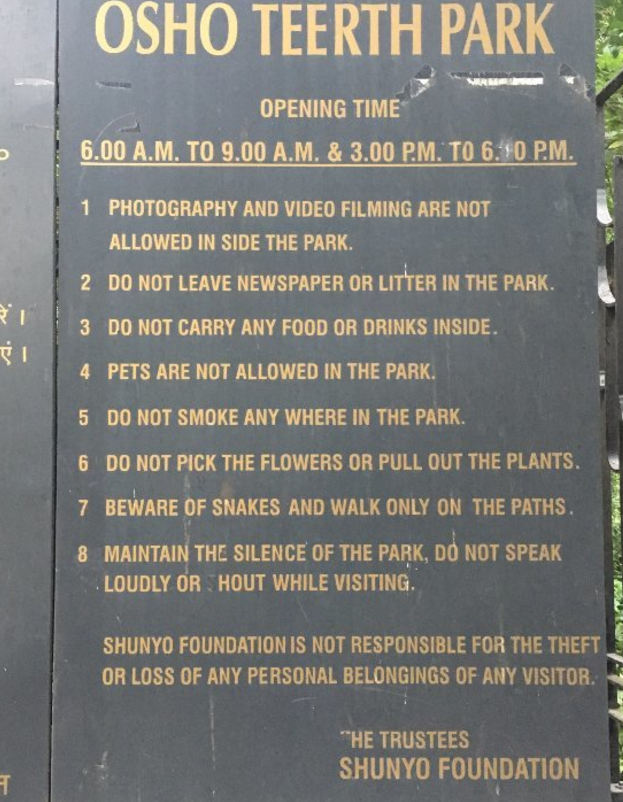 OSHO TEERTH PARK
OPENING TIME
6.00 A.M. TO 9.00 A.M. & 3.00 P.M. TO P.M.
1 PHOTOGRAPHY AND VIDEO FILMING ARE NOT
ALLOWED IN SIDE THE PARK.
2 DO NOT LEAVE NEWSPAPER OR LITTER IN THE PARK.
3 DO NOT CARRY ANY FOOD OR DRINKS INSIDE.
4 PETS ARE NOT ALLOWED IN THE PARK.
5 DO NOT SMOKE ANY WHERE IN THE PARK.
6 DO NOT PICK THE FLOWERS OR PULL OUT THE PLANTS.
7 BEWARE OF SNAKES AND WALK ONLY ON THE PATHS.
8 MAINTAIN THE SILENCE OF THE PARK, DO NOT SPEAK
LOUDLY OR HOUT WHILE VISITING.
SHUNYO FOUNDATION IS NOT RESPONSIBLE FOR THE THEFT
OR LOSS OF ANY PERSONAL BELONGINGS OF ANY VISITOR.
HE TRUSTEES
SHUNYO FOUNDATION